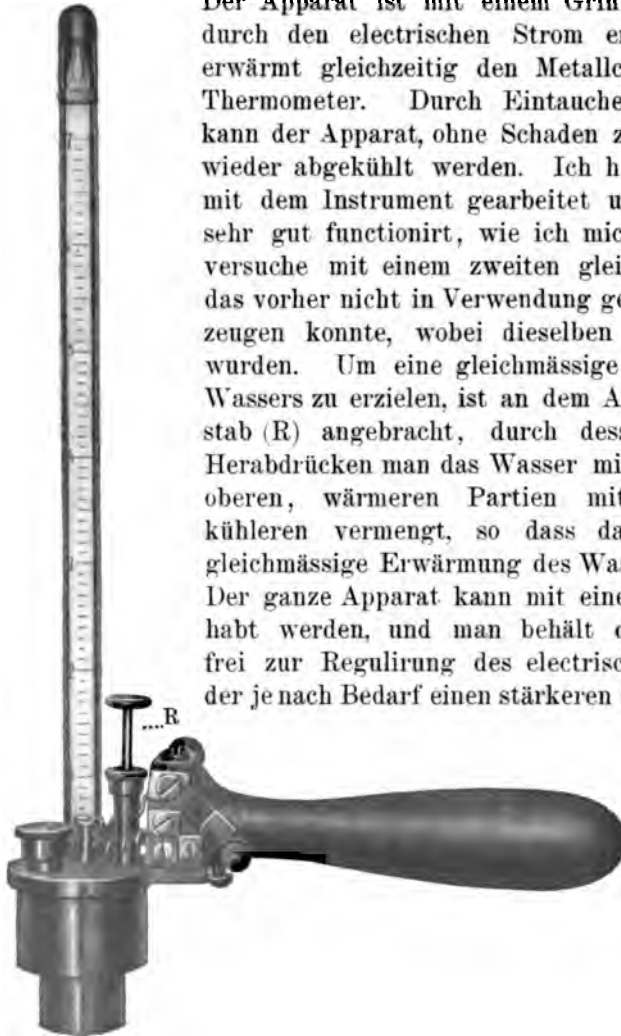 Der Apparat ist mit einem Grin
durch den electrischen Strom er
erwärmt gleichzeitig den Metallc
Thermometer. Durch Eintauche
kann der Apparat, ohne Schaden z
wieder abgekühlt werden. Ich h
mit dem Instrument gearbeitet u
sehr gut functionirt, wie ich mic
versuche mit einem zweiten glei
das vorher nicht in Verwendung ge
zeugen konnte, wobei dieselben
wurden. Um eine gleichmässige
Wassers zu erzielen, ist an dem A
stab (R) angebracht, durch dess
Herabdrücken man das Wasser mi
oberen, wärmeren Partien mit
kühleren vermengt, so dass da
gleichmässige Erwärmung des Was
Der ganze Apparat kann mit eine
habt werden, und man behält d
frei zur Regulirung des electrisc
der je nach Bedarf einen stärkeren
....R